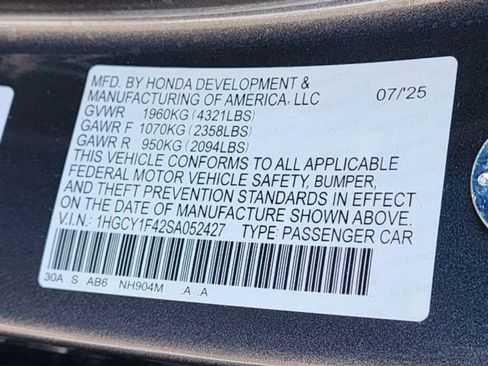 MFD. BY HONDA DEVELOPMENT &
MANUFACTURING OF AMERICA, LLC 07/'25
GVWR 1960KG (4321LBS)
GAWR F 1070KG (2358LBS)
GAWR R 950KG (2094LBS)
THIS VEHICLE CONFORMS TO ALL APPLICABLE
FEDERAL MOTOR VEHICLE SAFETY, BUMPER,
AND THEFT PREVENTION STANDARDS IN EFFECT
ON THE DATE OF MANUFACTURE SHOWN ABOVE.
V.I.N.: 1HGCY1F42SA052427 TYPE: PASSENGER CAR
30A S AB6 NH904M .A .A